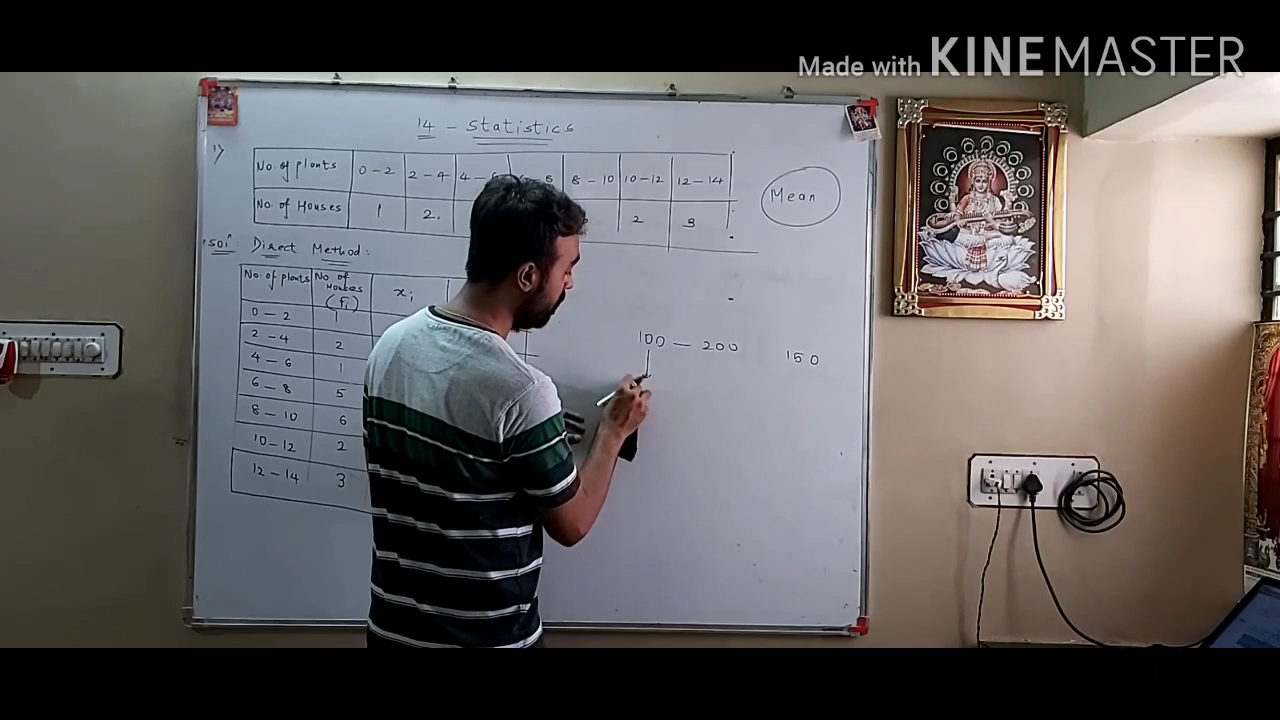 Made with KINEMASTER
14 - Statistics
1) No. of plants 0 - 2 2 - 4 8 - 10 10 - 12 12 - 14
No. of Houses 1 2 2 3
Mean
Solⁿ Direct Method :
No. of plants No. of Houses (fi) xi
0 - 2 1
2 - 4 2
4 - 6 1
6 - 8 5
8 - 10 6
10 - 12 2
12 - 14 3
100 — 200 150